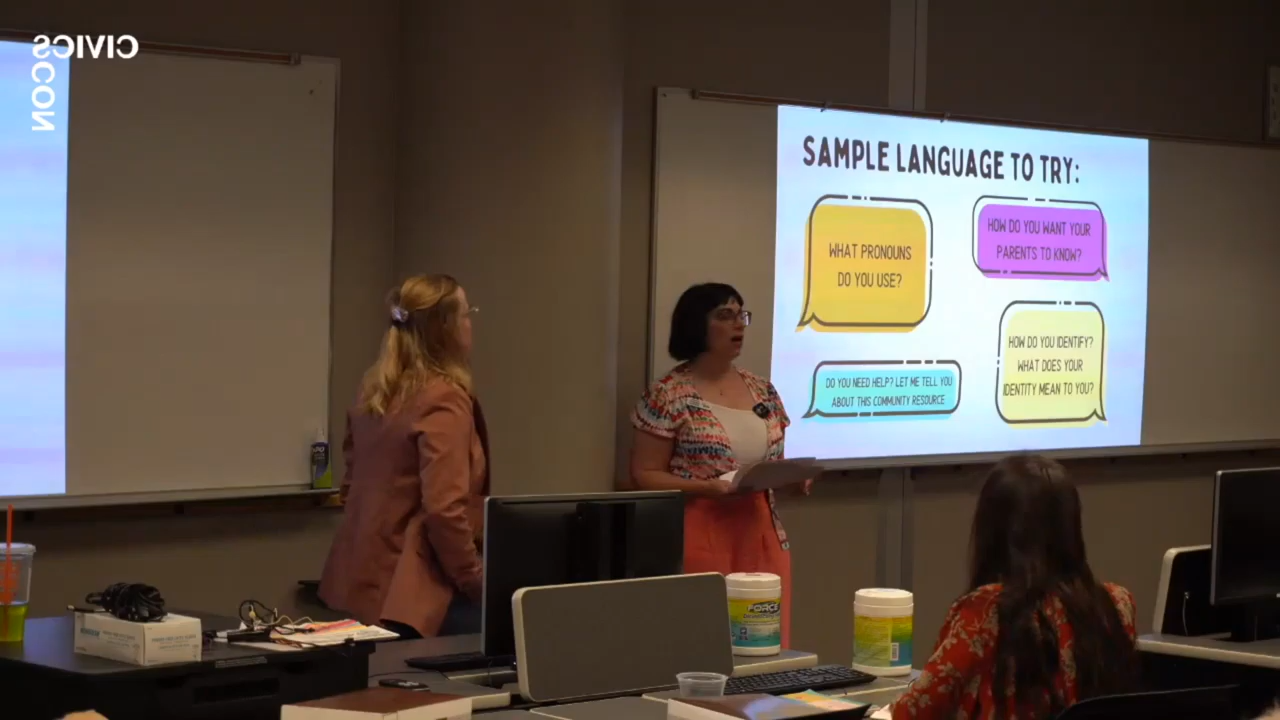 CIVICS
CON
SAMPLE LANGUAGE TO TRY:
WHAT PRONOUNS
DO YOU USE?
HOW DO YOU WANT YOUR
PARENTS TO KNOW?
DO YOU NEED HELP? LET ME TELL YOU
ABOUT THIS COMMUNITY RESOURCE
HOW DO YOU IDENTIFY?
WHAT DOES YOUR
IDENTITY MEAN TO YOU?
FORCE